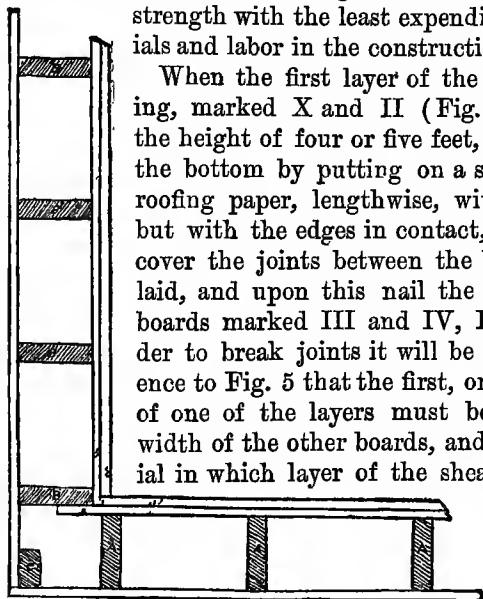 strength with the least expendi
ials and labor in the constructi
When the first layer of the
ing, marked X and II (Fig.
the height of four or five feet,
the bottom by putting on a s
roofing paper, lengthwise, wi
but with the edges in contact,
cover the joints between the
laid, and upon this nail the
boards marked III and IV, I
der to break joints it will be
ence to Fig. 5 that the first, or
of one of the layers must be
width of the other boards, and
ial in which layer of the shea